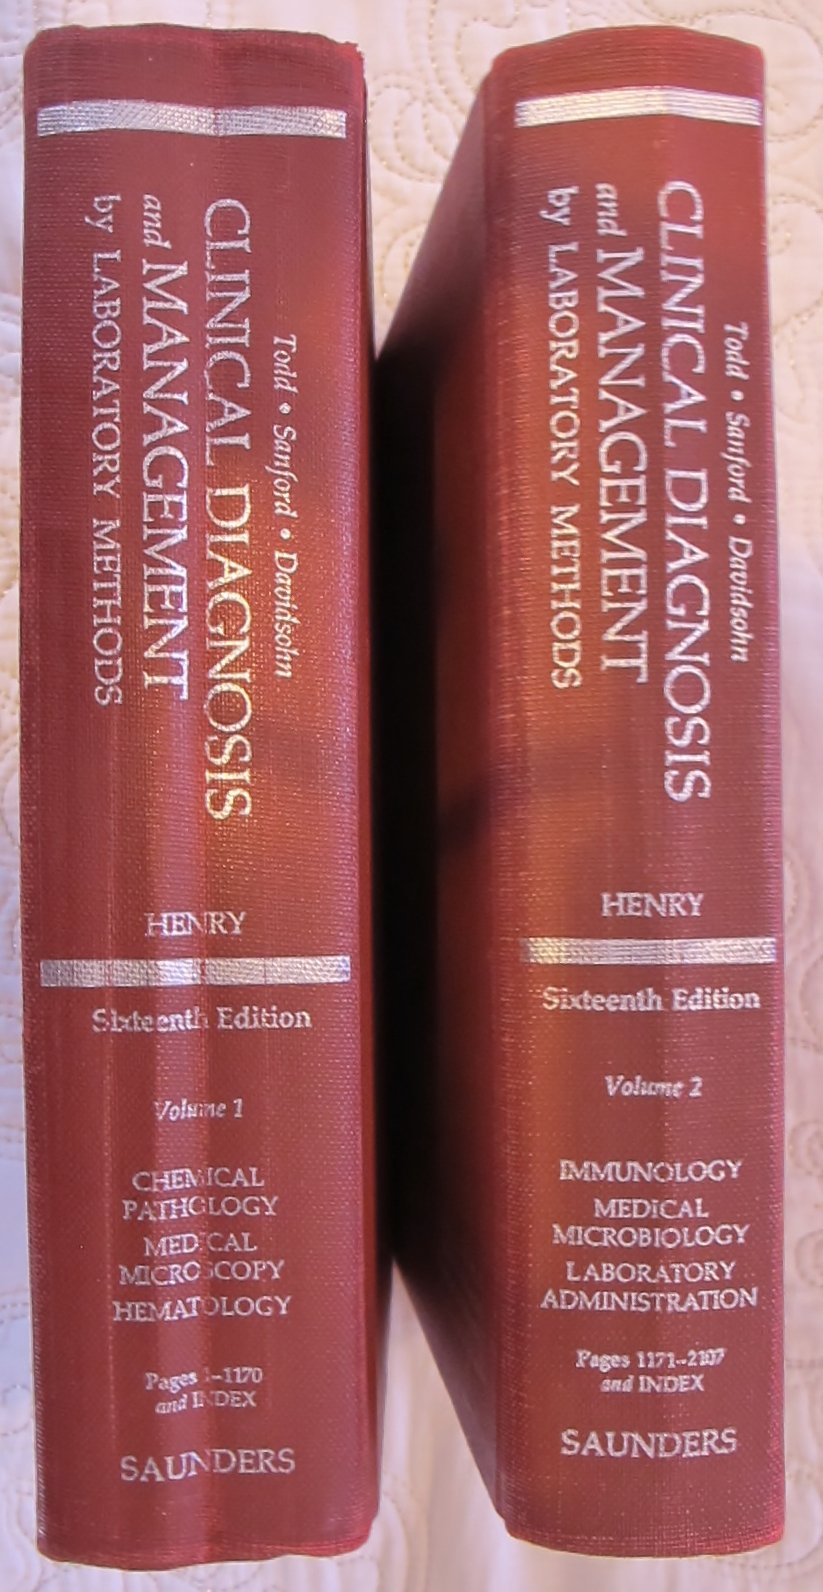 Todd • Sanford • Davidsohn
CLINICAL DIAGNOSIS
and MANAGEMENT
by LABORATORY METHODS
HENRY
Sixteenth Edition
Volume 1
CHEMICAL
PATHOLOGY
MEDICAL
MICROSCOPY
HEMATOLOGY
Pages 1-1170
and INDEX
SAUNDERS
Todd • Sanford • Davidsohn
CLINICAL DIAGNOSIS
and MANAGEMENT
by LABORATORY METHODS
HENRY
Sixteenth Edition
Volume 2
IMMUNOLOGY
MEDICAL
MICROBIOLOGY
LABORATORY
ADMINISTRATION
Pages 1171-2107
and INDEX
SAUNDERS